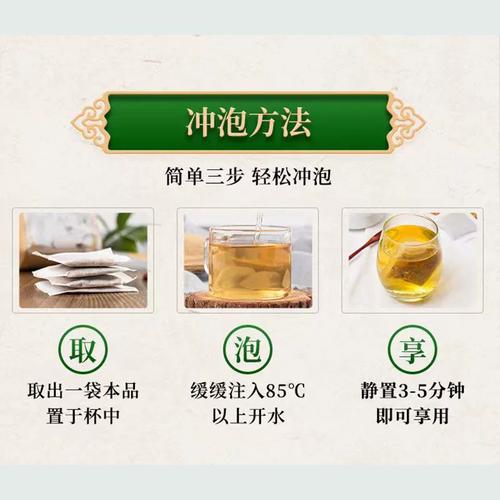 冲泡方法
简单三步 轻松冲泡
取
取出一袋本品
置于杯中
泡
缓缓注入85℃
以上开水
享
静置3-5分钟
即可享用